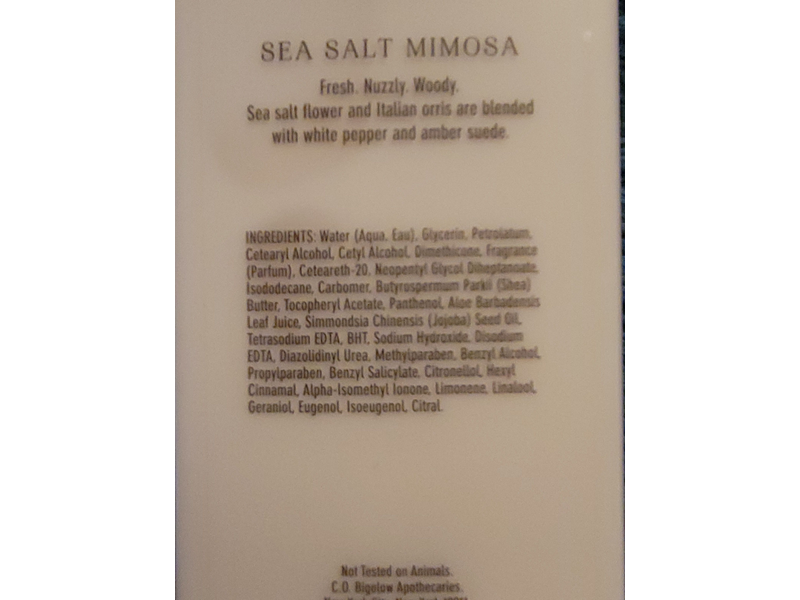 SEA SALT MIMOSA
Fresh. Nuzzly. Woody.
Sea salt flower and Italian orris are blended
with white pepper and amber suede.
INGREDIENTS: Water (Aqua, Eau), Glycerin, Petrolatum,
Cetearyl Alcohol, Cetyl Alcohol, Dimethicone, Fragrance
(Parfum), Ceteareth-20, Neopentyl Glycol Diheptanoate,
Isododecane, Carbomer, Butyrospermum Parkii (Shea)
Butter, Tocopheryl Acetate, Panthenol, Aloe Barbadensis
Leaf Juice, Simmondsia Chinensis (Jojoba) Seed Oil,
Tetrasodium EDTA, BHT, Sodium Hydroxide, Disodium
EDTA, Diazolidinyl Urea, Methylparaben, Benzyl Alcohol,
Propylparaben, Benzyl Salicylate, Citronellol, Hexyl
Cinnamal, Alpha-Isomethyl Ionone, Limonene, Linalool,
Geraniol, Eugenol, Isoeugenol, Citral.
Not Tested on Animals.
C.O. Bigelow Apothecaries.